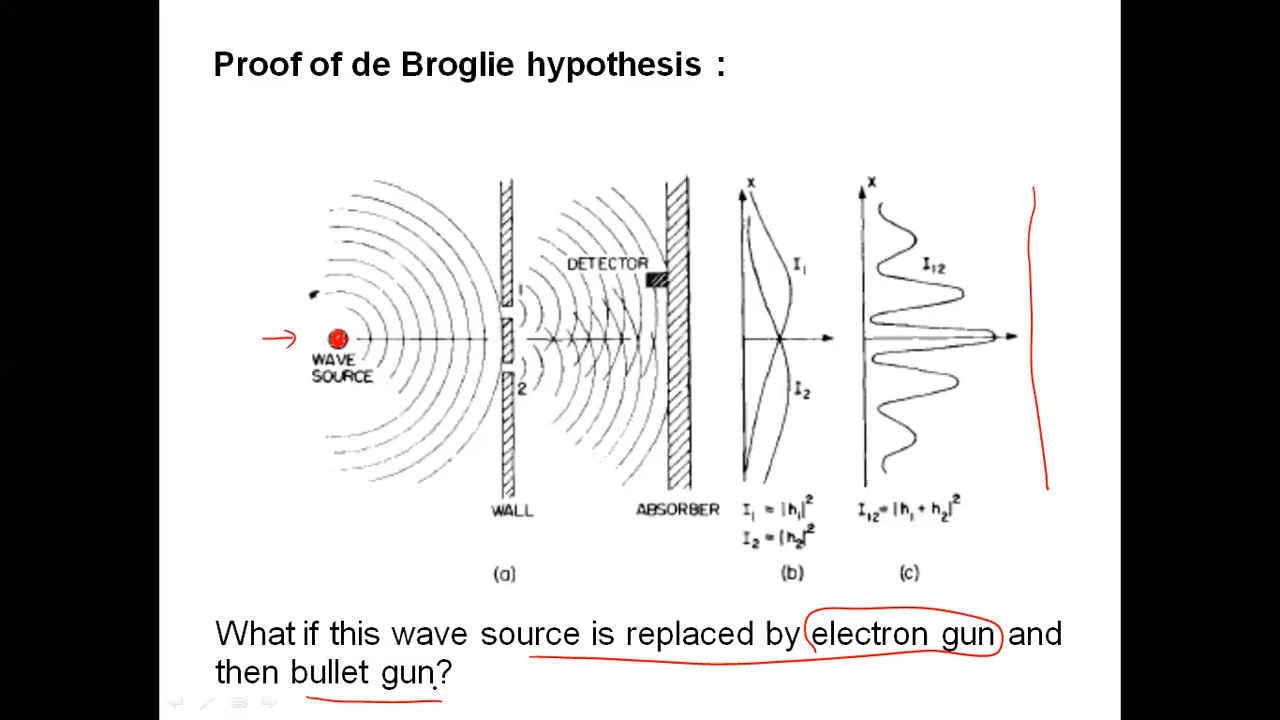 Proof of de Broglie hypothesis :
X
X
DETECTOR
I₁
I₁₂
1
WAVE
SOURCE
2
I₂
WALL
ABSORBER
I₁ = |h₁|²
I₂ = |h₂|²
I₁₂ = |h₁ + h₂|²
(a)
(b)
(c)
What if this wave source is replaced by electron gun and
then bullet gun?